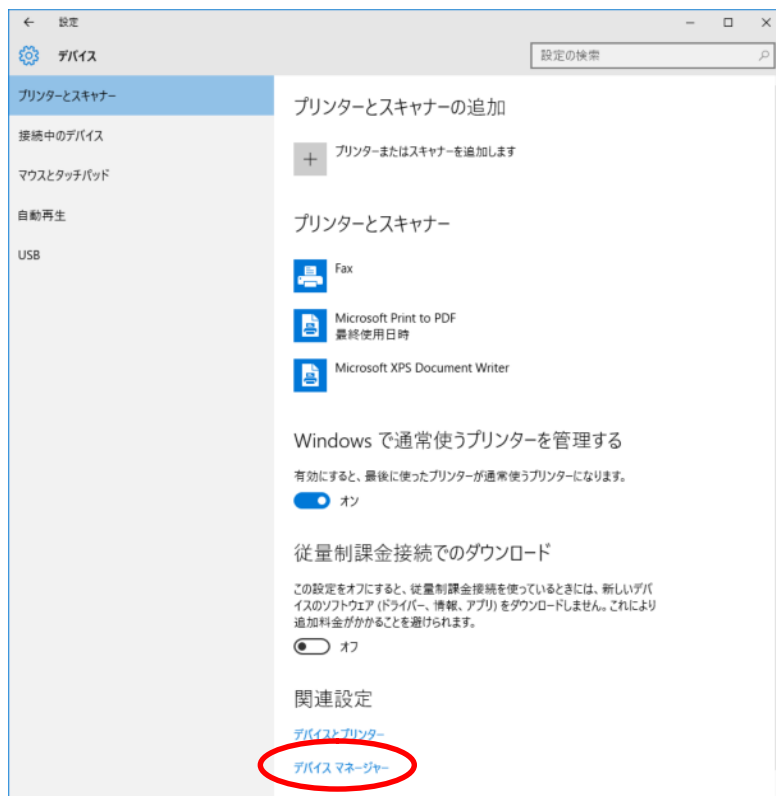 設定
デバイス
設定の検索
プリンターとスキャナー
接続中のデバイス
マウスとタッチパッド
自動再生
USB
プリンターとスキャナーの追加
プリンターまたはスキャナーを追加します
プリンターとスキャナー
Fax
Microsoft Print to PDF
最終使用日時
Microsoft XPS Document Writer
Windows で通常使うプリンターを管理する
有効にすると、最後に使ったプリンターが通常使うプリンターになります。
オン
従量制課金接続でのダウンロード
この設定をオフにすると、従量制課金接続を使っているときには、新しいデバ
イスのソフトウェア (ドライバー、情報、アプリ) をダウンロードしません。これにより
追加料金がかかることを避けられます。
オフ
関連設定
デバイスとプリンター
デバイス マネージャー